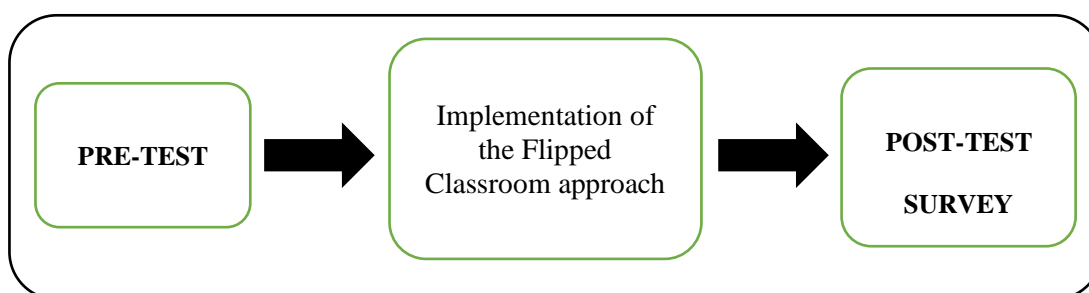 PRE-TEST
Implementation of
the Flipped
Classroom approach
POST-TEST
SURVEY